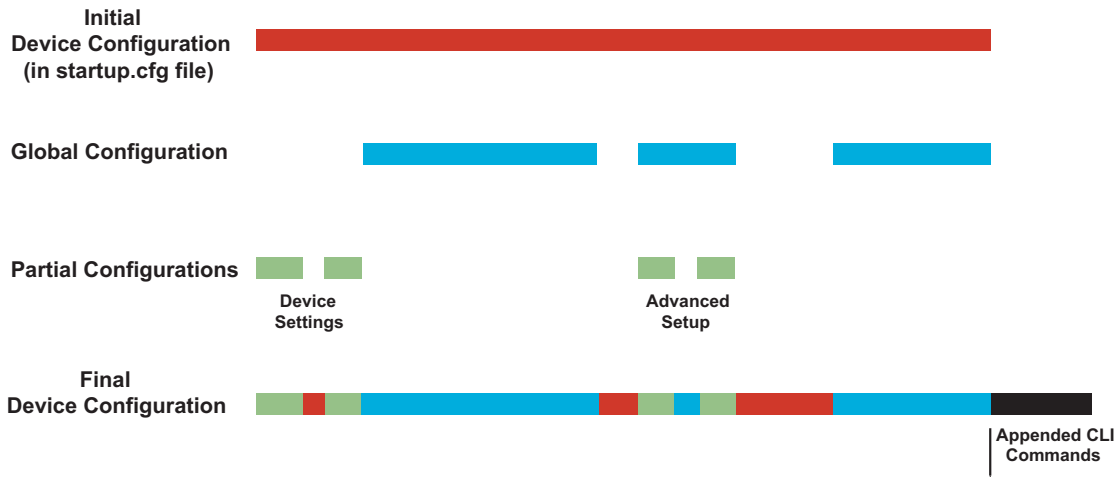 Initial
Device Configuration
(in startup.cfg file)
Global Configuration
Partial Configurations
Device
Settings
Advanced
Setup
Final
Device Configuration
Appended CLI
Commands